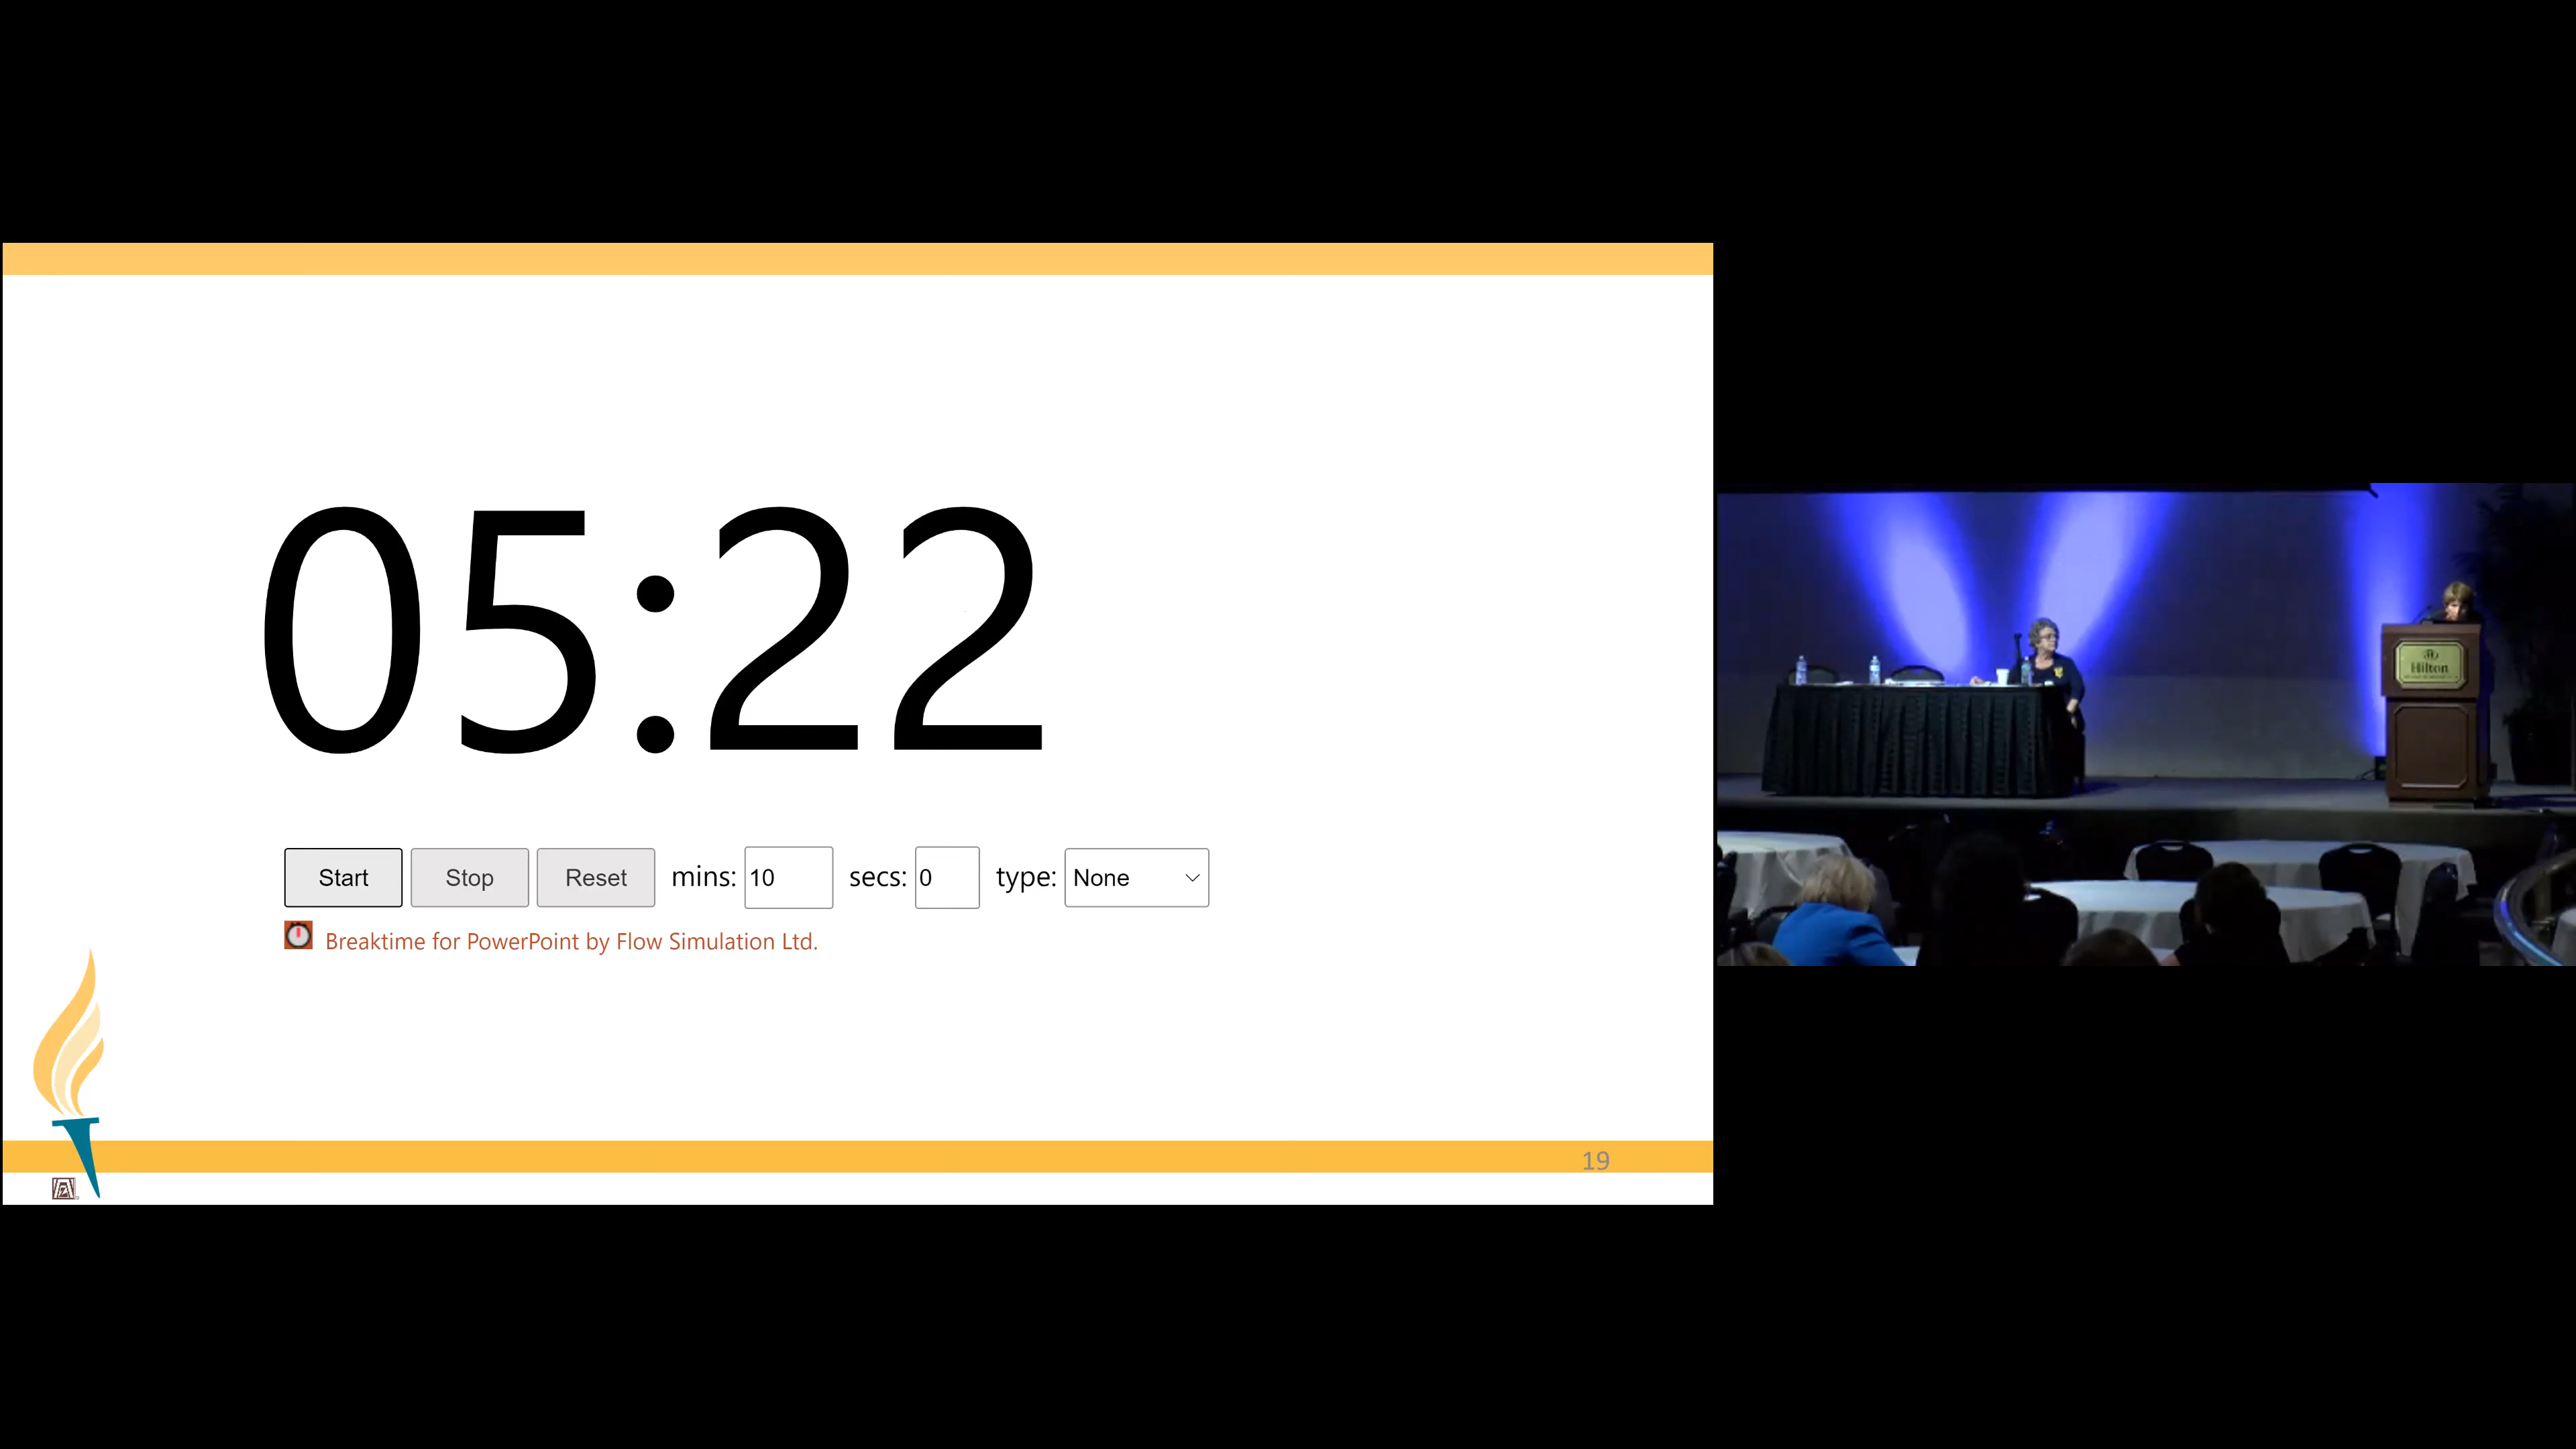 05:22
Start Stop Reset mins: 10 secs: 0 type: None
Breaktime for PowerPoint by Flow Simulation Ltd.
19
Hilton